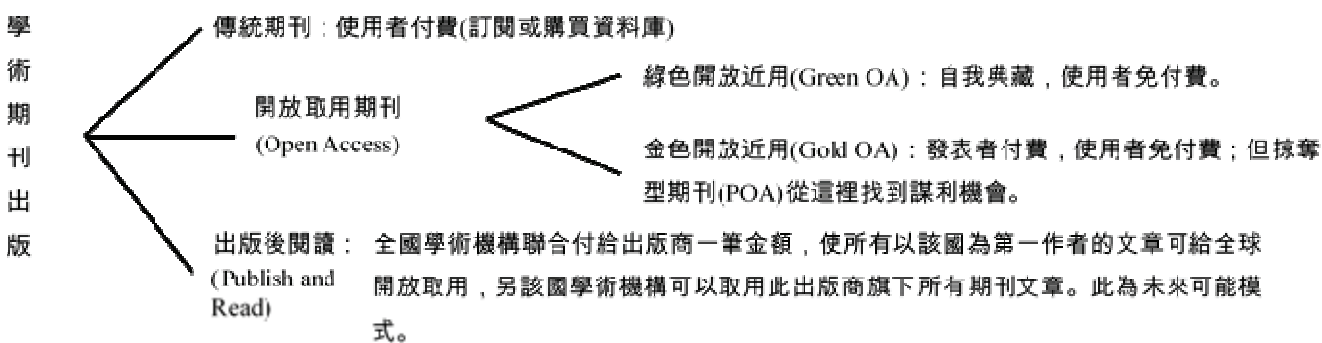 學術期刊出版
傳統期刊：使用者付費(訂閱或購買資料庫)
開放取用期刊
(Open Access)
綠色開放近用(Green OA)：自我典藏，使用者免付費。
金色開放近用(Gold OA)：發表者付費，使用者免付費；但掠奪
型期刊(POA)從這裡找到謀利機會。
出版後閱讀：
(Publish and
Read)
全國學術機構聯合付給出版商一筆金額，使所有以該國為第一作者的文章可給全球
開放取用，另該國學術機構可以取用此出版商旗下所有期刊文章。此為未來可能模
式。